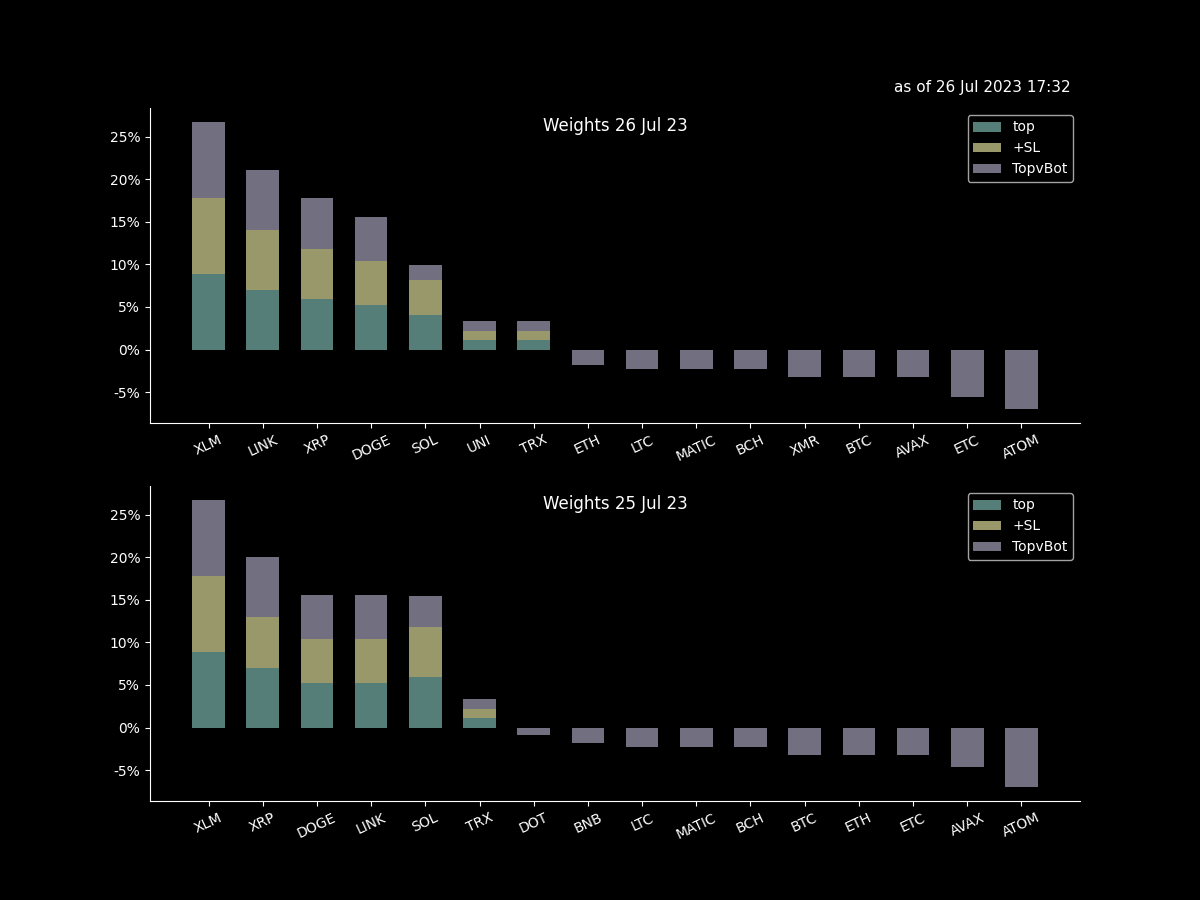 as of 26 Jul 2023 17:32
Weights 26 Jul 23
top
+SL
TopvBot
25%
20%
15%
10%
5%
0%
-5%
XLM LINK XRP DOGE SOL UNI TRX ETH LTC MATIC BCH XMR BTC AVAX ETC ATOM
Weights 25 Jul 23
top
+SL
TopvBot
25%
20%
15%
10%
5%
0%
-5%
XLM XRP DOGE LINK SOL TRX DOT BNB LTC MATIC BCH BTC ETH ETC AVAX ATOM